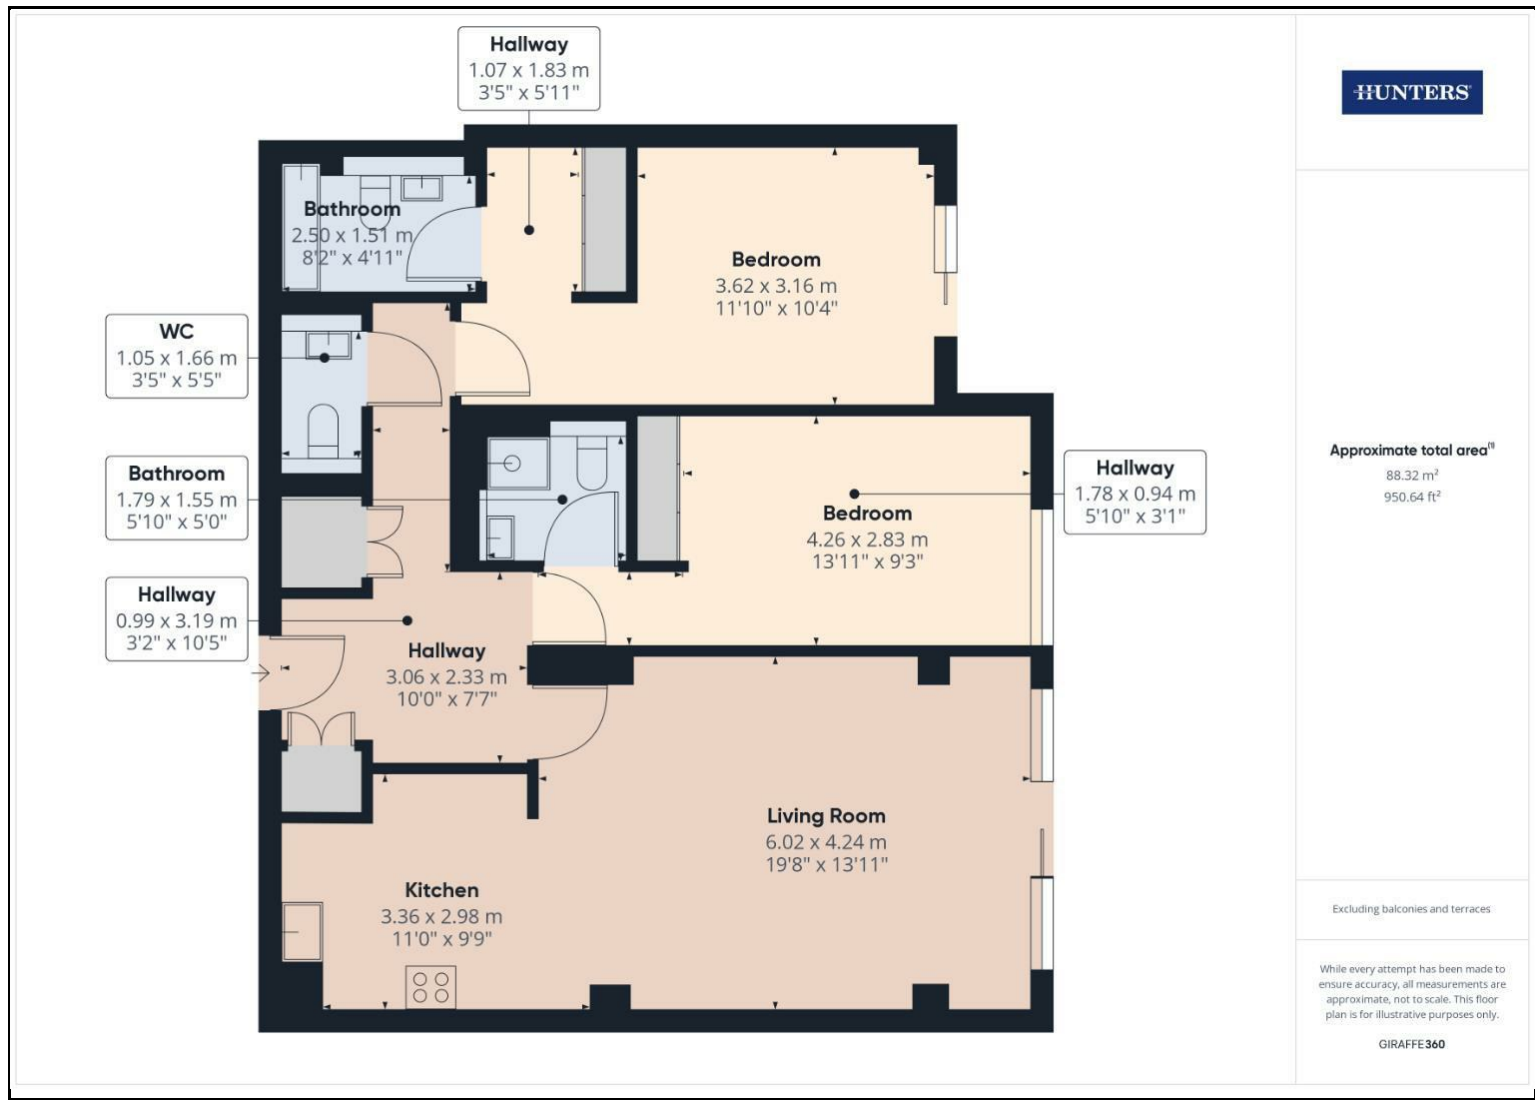 Hallway
1.07 x 1.83 m
3'5" x 5'11"
HUNTERS
Bathroom
2.50 x 1.51 m
8'2" x 4'11"
Bedroom
3.62 x 3.16 m
11'10" x 10'4"
WC
1.05 x 1.66 m
3'5" x 5'5"
Bathroom
1.79 x 1.55 m
5'10" x 5'0"
Hallway
1.78 x 0.94 m
5'10" x 3'1"
Bedroom
4.26 x 2.83 m
13'11" x 9'3"
Hallway
0.99 x 3.19 m
3'2" x 10'5"
Hallway
3.06 x 2.33 m
10'0" x 7'7"
Living Room
6.02 x 4.24 m
19'8" x 13'11"
Kitchen
3.36 x 2.98 m
11'0" x 9'9"
Approximate total area⁽¹⁾
88.32 m²
950.64 ft²
Excluding balconies and terraces
While every attempt has been made to
ensure accuracy, all measurements are
approximate, not to scale. This floor
plan is for illustrative purposes only.
GIRAFFE360